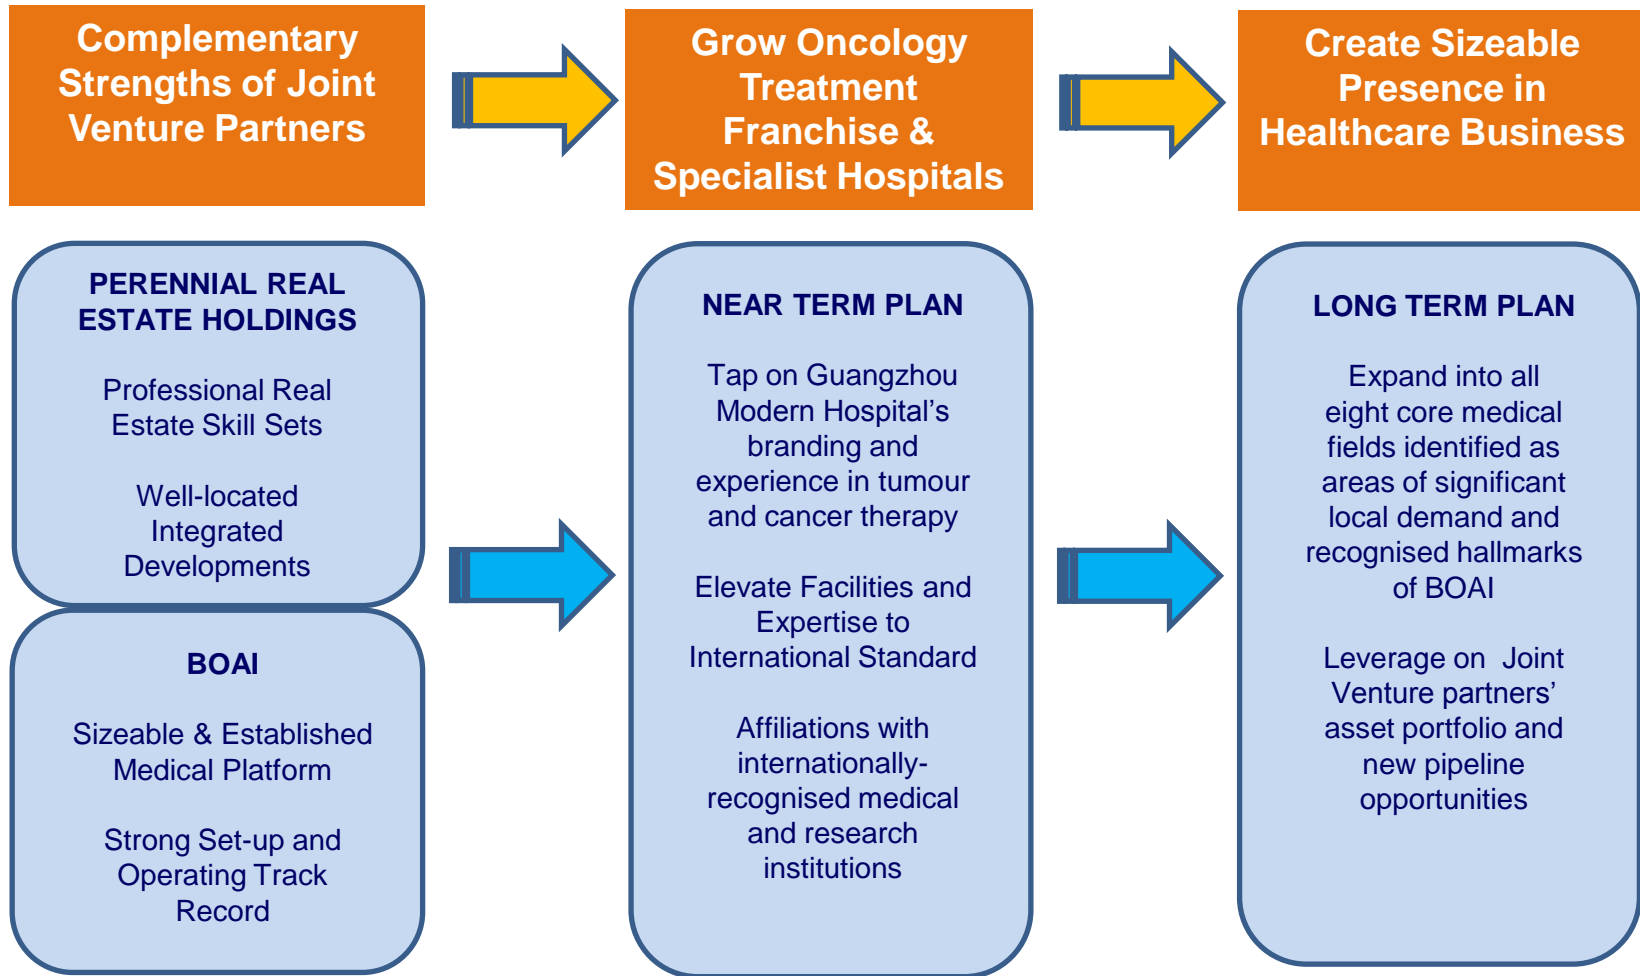 Complementary
Strengths of Joint
Venture Partners
Grow Oncology
Treatment
Franchise &
Specialist Hospitals
Create Sizeable
Presence in
Healthcare Business
PERENNIAL REAL
ESTATE HOLDINGS
Professional Real
Estate Skill Sets
Well-located
Integrated
Developments
BOAI
Sizeable & Established
Medical Platform
Strong Set-up and
Operating Track
Record
NEAR TERM PLAN
Tap on Guangzhou
Modern Hospital’s
branding and
experience in tumour
and cancer therapy
Elevate Facilities and
Expertise to
International Standard
Affiliations with
internationally-
recognised medical
and research
institutions
LONG TERM PLAN
Expand into all
eight core medical
fields identified as
areas of significant
local demand and
recognised hallmarks
of BOAI
Leverage on Joint
Venture partners’
asset portfolio and
new pipeline
opportunities